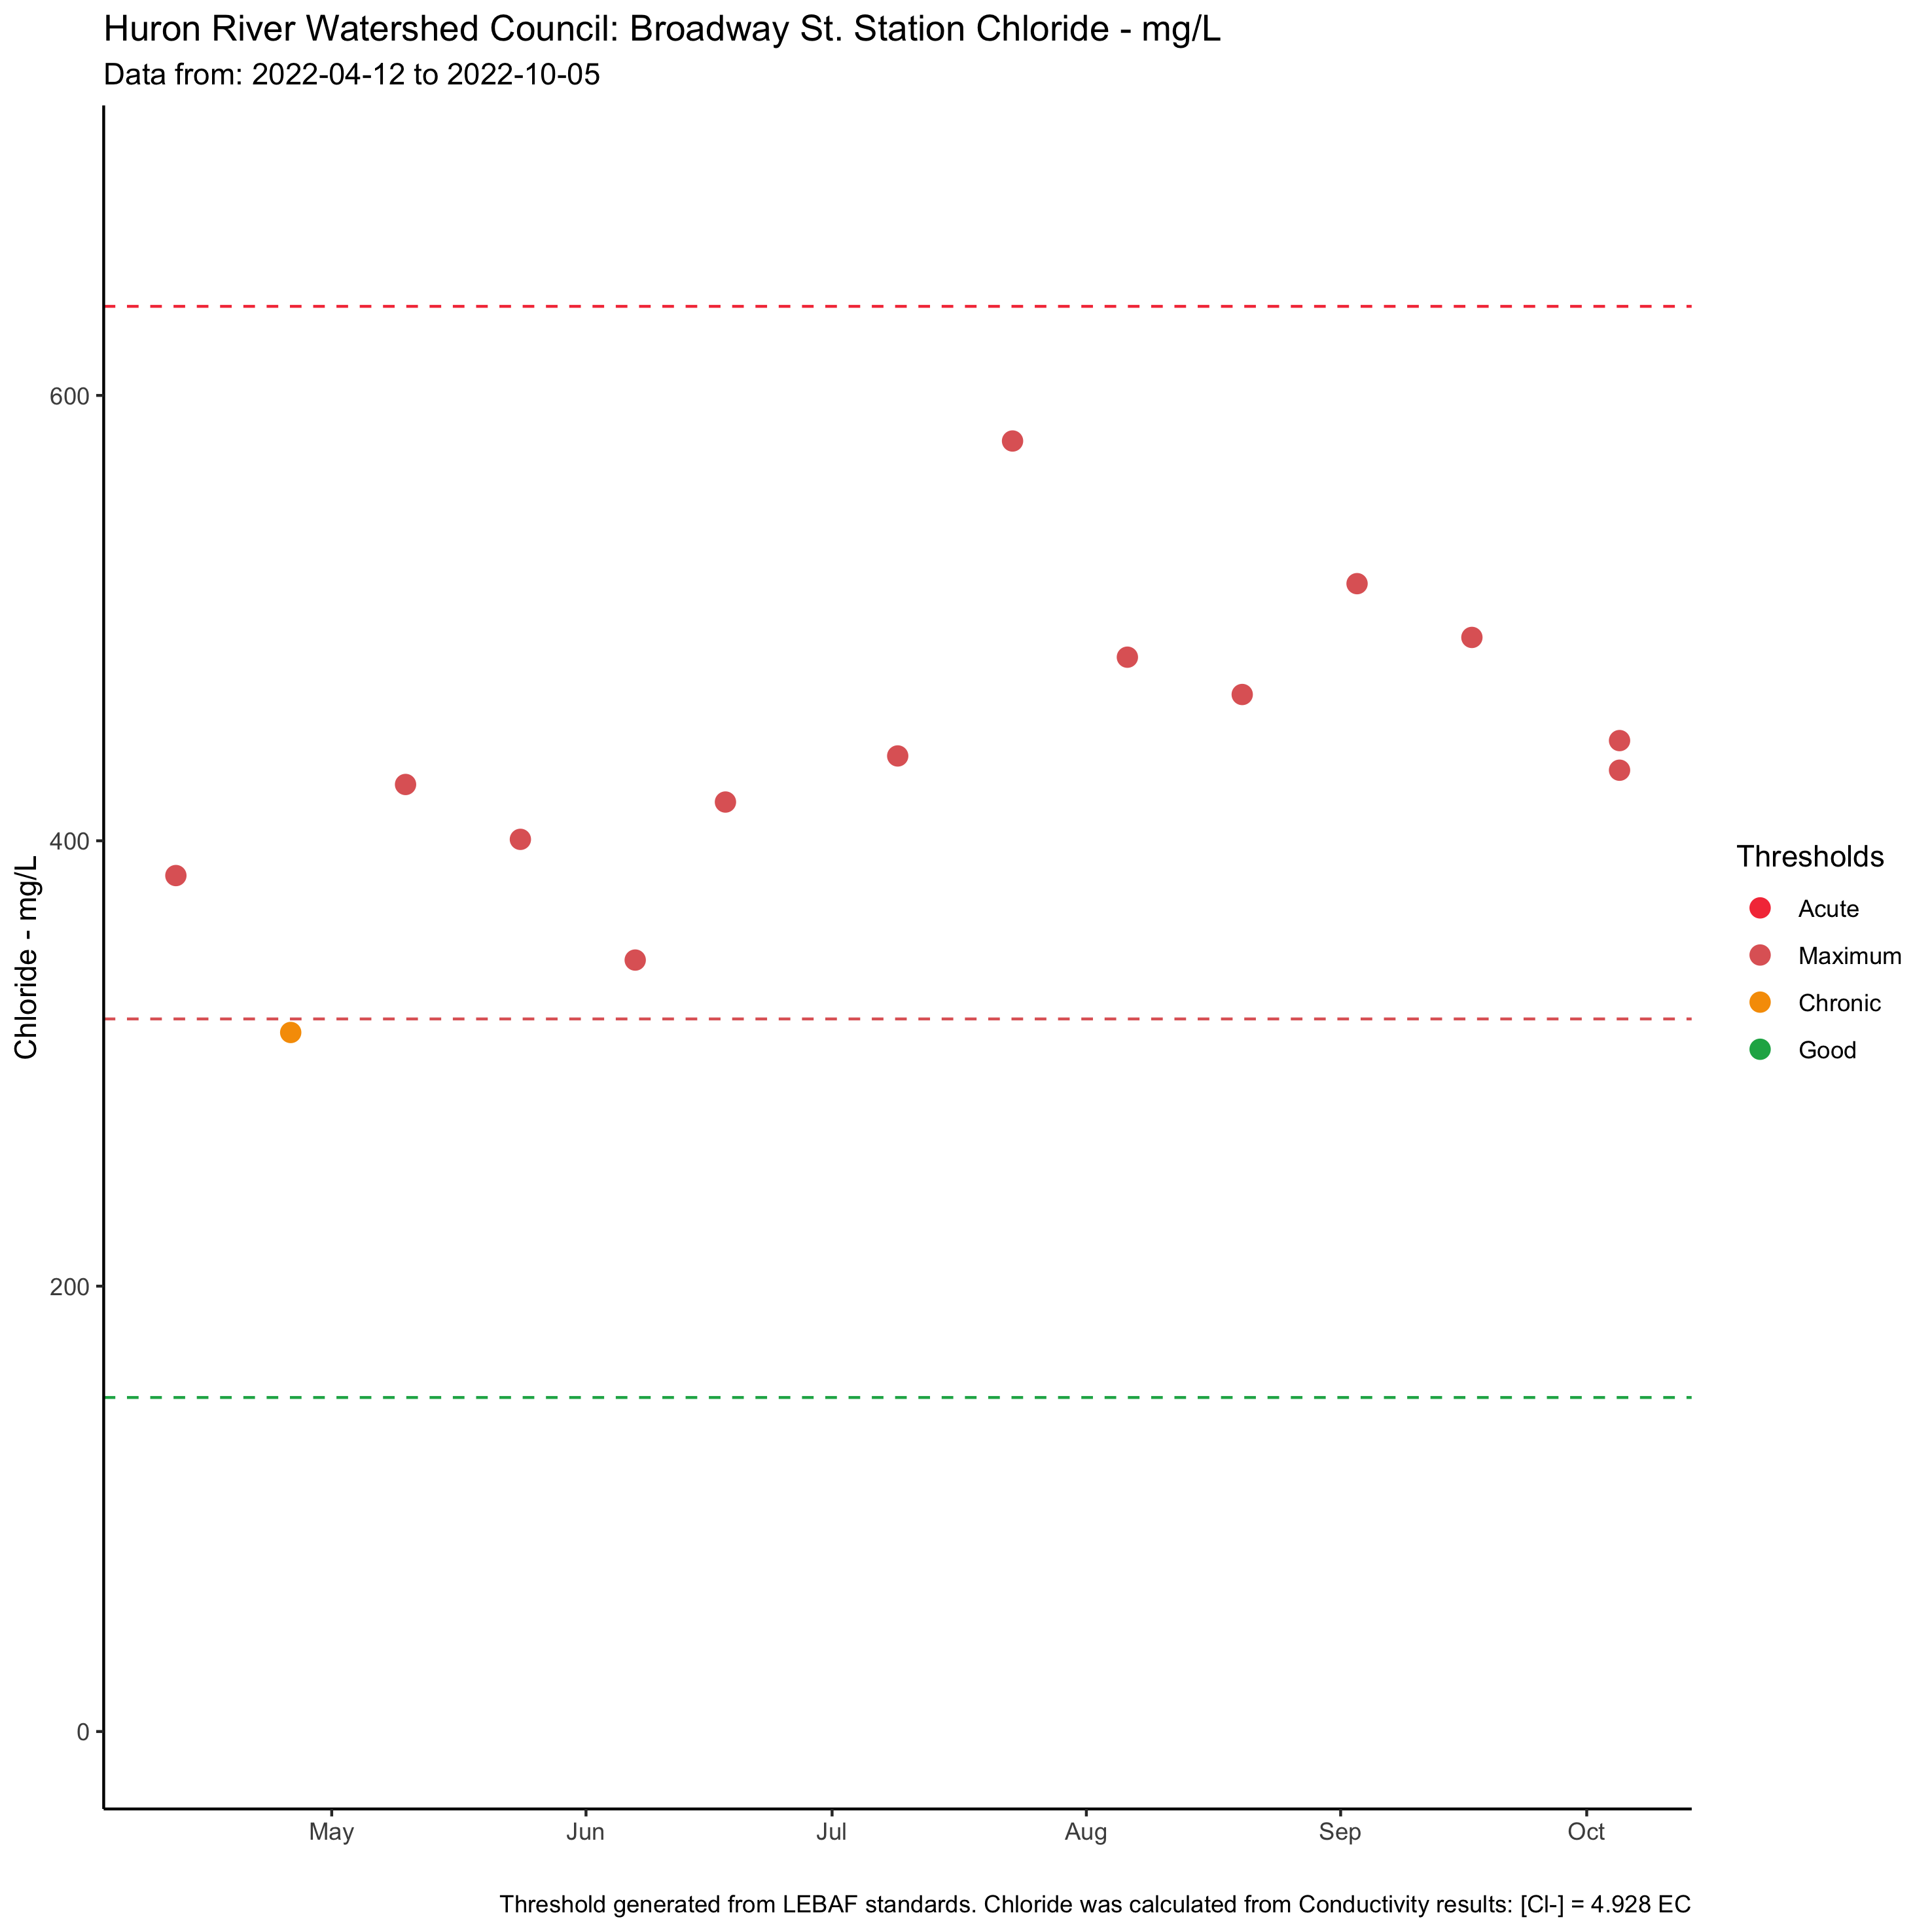 Huron River Watershed Council: Broadway St. Station Chloride - mg/L
Data from: 2022-04-12 to 2022-10-05
600
400
200
0
Chloride - mg/L
May Jun Jul Aug Sep Oct
Thresholds
Acute
Maximum
Chronic
Good
Threshold generated from LEBAF standards. Chloride was calculated from Conductivity results: [Cl-] = 4.928 EC